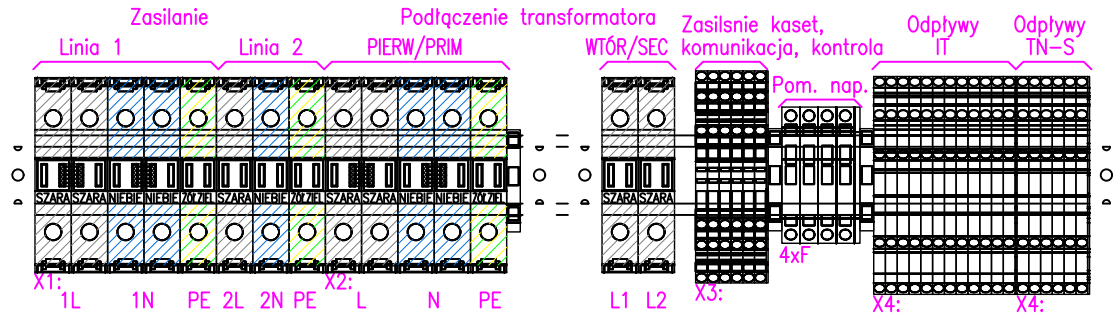 Zasilanie
Podłączenie transformatora
Zasilsnie kaset,
komunikacja, kontrola
Odpływy
IT
Odpływy
TN-S
Linia 1
Linia 2
PIERW/PRIM
WTÓR/SEC
Pom. nap.
SZARA SZARA NIEBIE NIEBIE ŻÓŁZIEL SZARA NIEBIE ŻÓŁZIEL SZARA SZARA NIEBIE NIEBIE ŻÓŁZIEL SZARA SZARA
4xF
X1: X2: X3: X4: X4:
1L 1N PE 2L 2N PE L N PE L1 L2